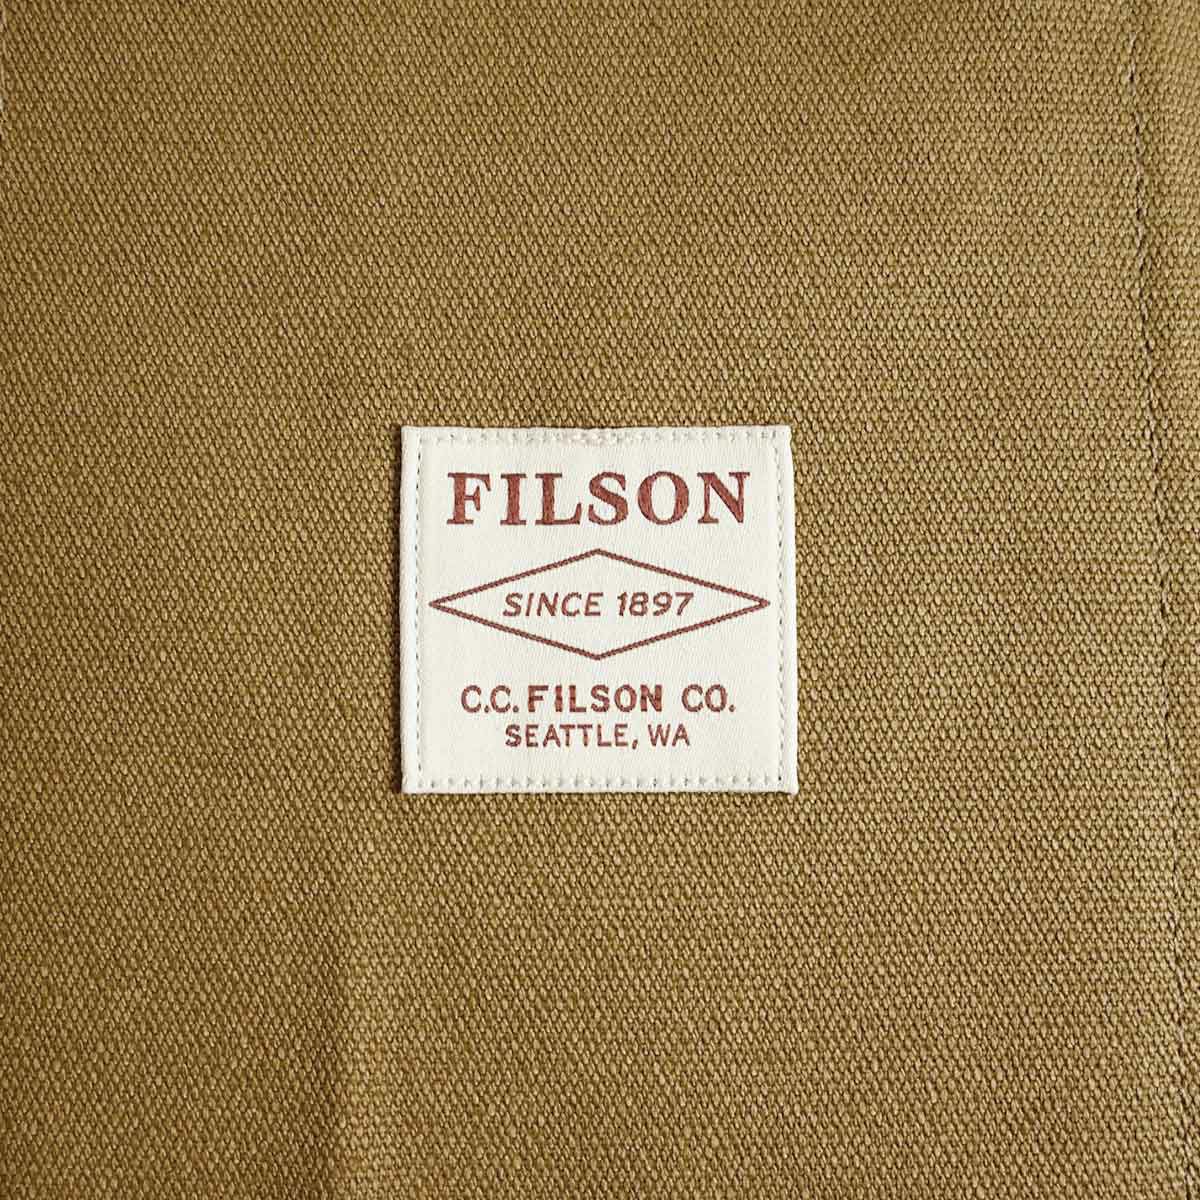 FILSON
SINCE 1897
C.C. FILSON CO.
SEATTLE, WA